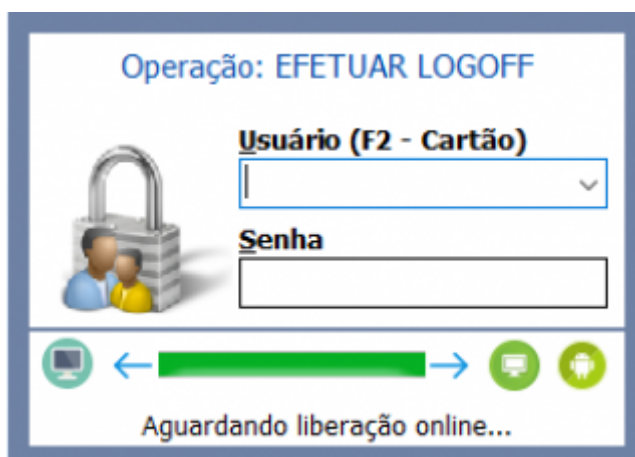 Operação: EFETUAR LOGOFF
Usuário (F2 - Cartão)
Senha
Aguardando liberação online...